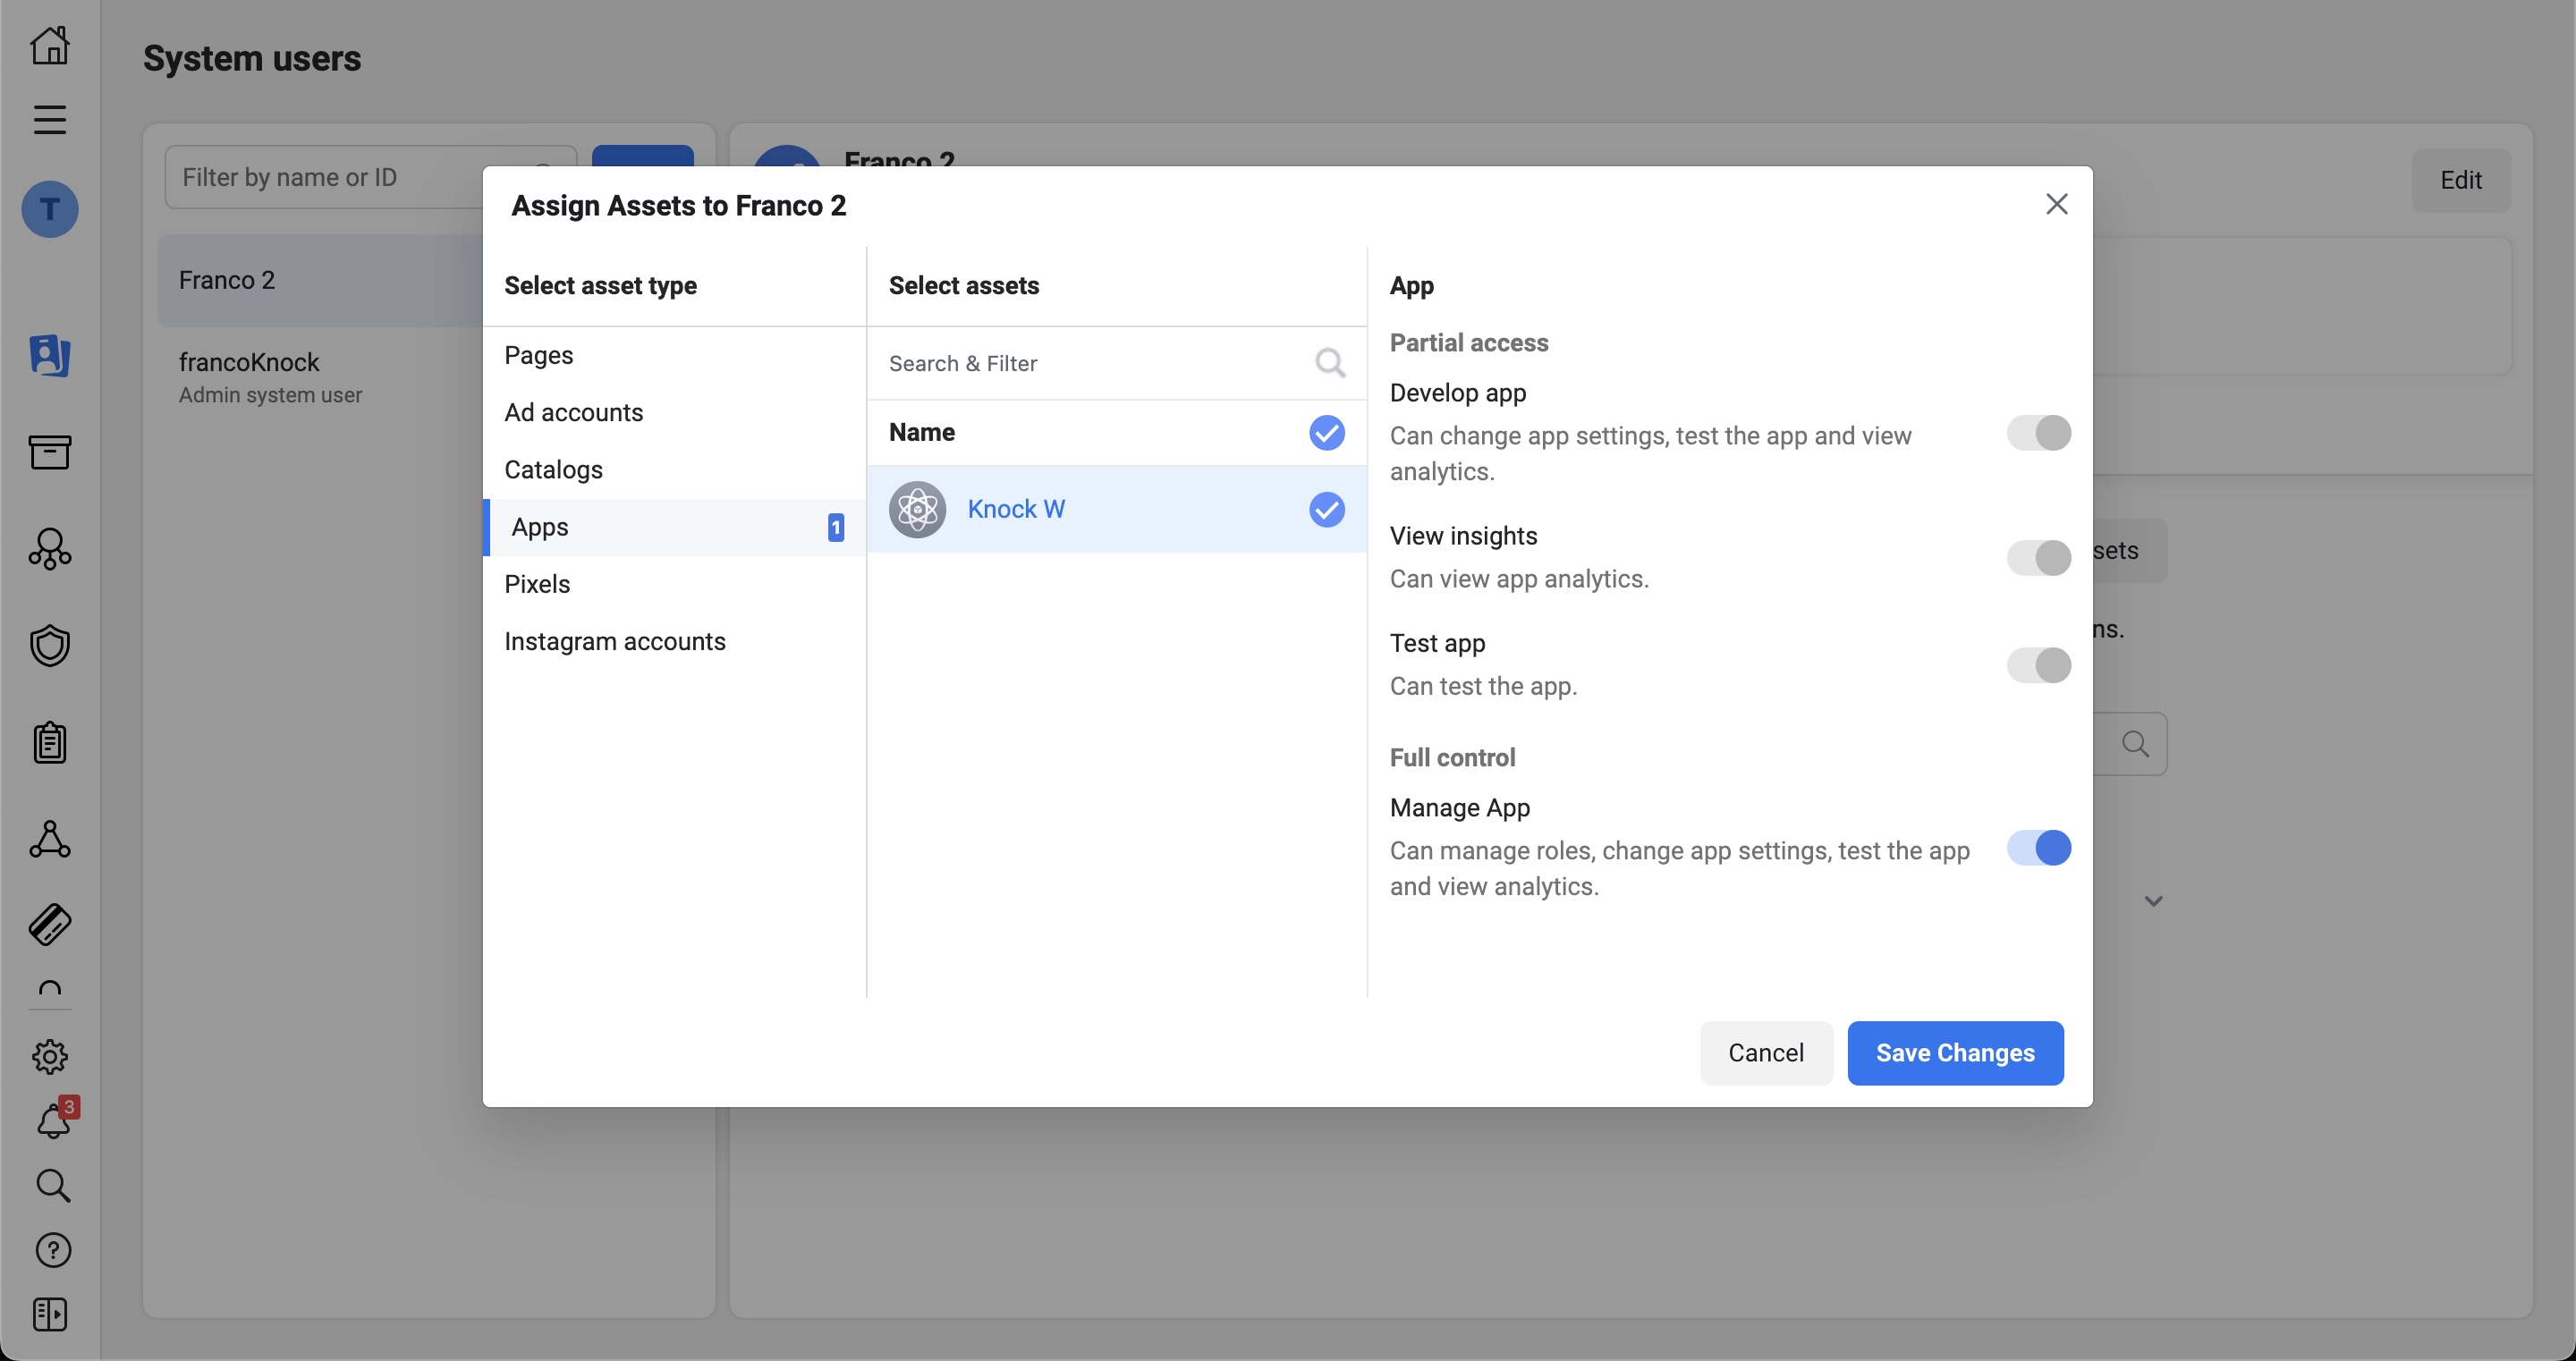 System users
T
Filter by name or ID
Franco 2
Edit
Franco 2
francoKnock
Admin system user
Assign Assets to Franco 2
Select asset type
Pages
Ad accounts
Catalogs
Apps
1
Pixels
Instagram accounts
Select assets
Search & Filter
Name
Knock W
App
Partial access
Develop app
Can change app settings, test the app and view
analytics.
View insights
Can view app analytics.
Test app
Can test the app.
Full control
Manage App
Can manage roles, change app settings, test the app
and view analytics.
Cancel
Save Changes
sets
ns.
3